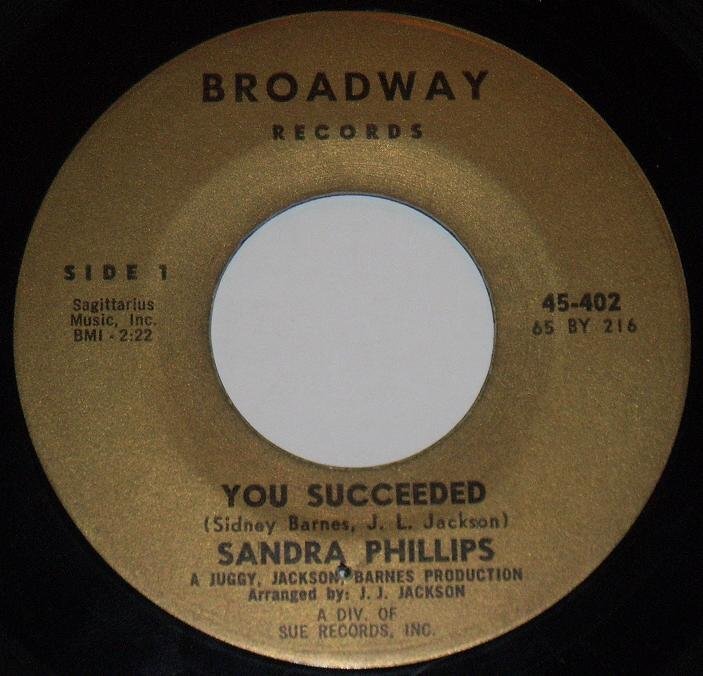 BROADWAY
RECORDS
SIDE 1
Sagittarius
Music, Inc.
BMI - 2:22
45-402
65 BY 216
YOU SUCCEEDED
(Sidney Barnes, J. L. Jackson)
SANDRA PHILLIPS
A JUGGY, JACKSON, BARNES PRODUCTION
Arranged by: J. J. JACKSON
A DIV. OF
SUE RECORDS, INC.